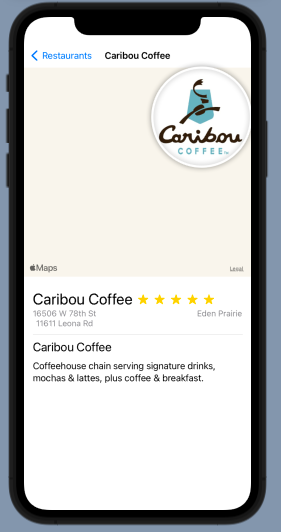 Restaurants
Caribou Coffee
Caribou
COFFEE™
Maps
Legal
Caribou Coffee
16506 W 78th St
Eden Prairie
11611 Leona Rd
Caribou Coffee
Coffeehouse chain serving signature drinks,
mochas & lattes, plus coffee & breakfast.